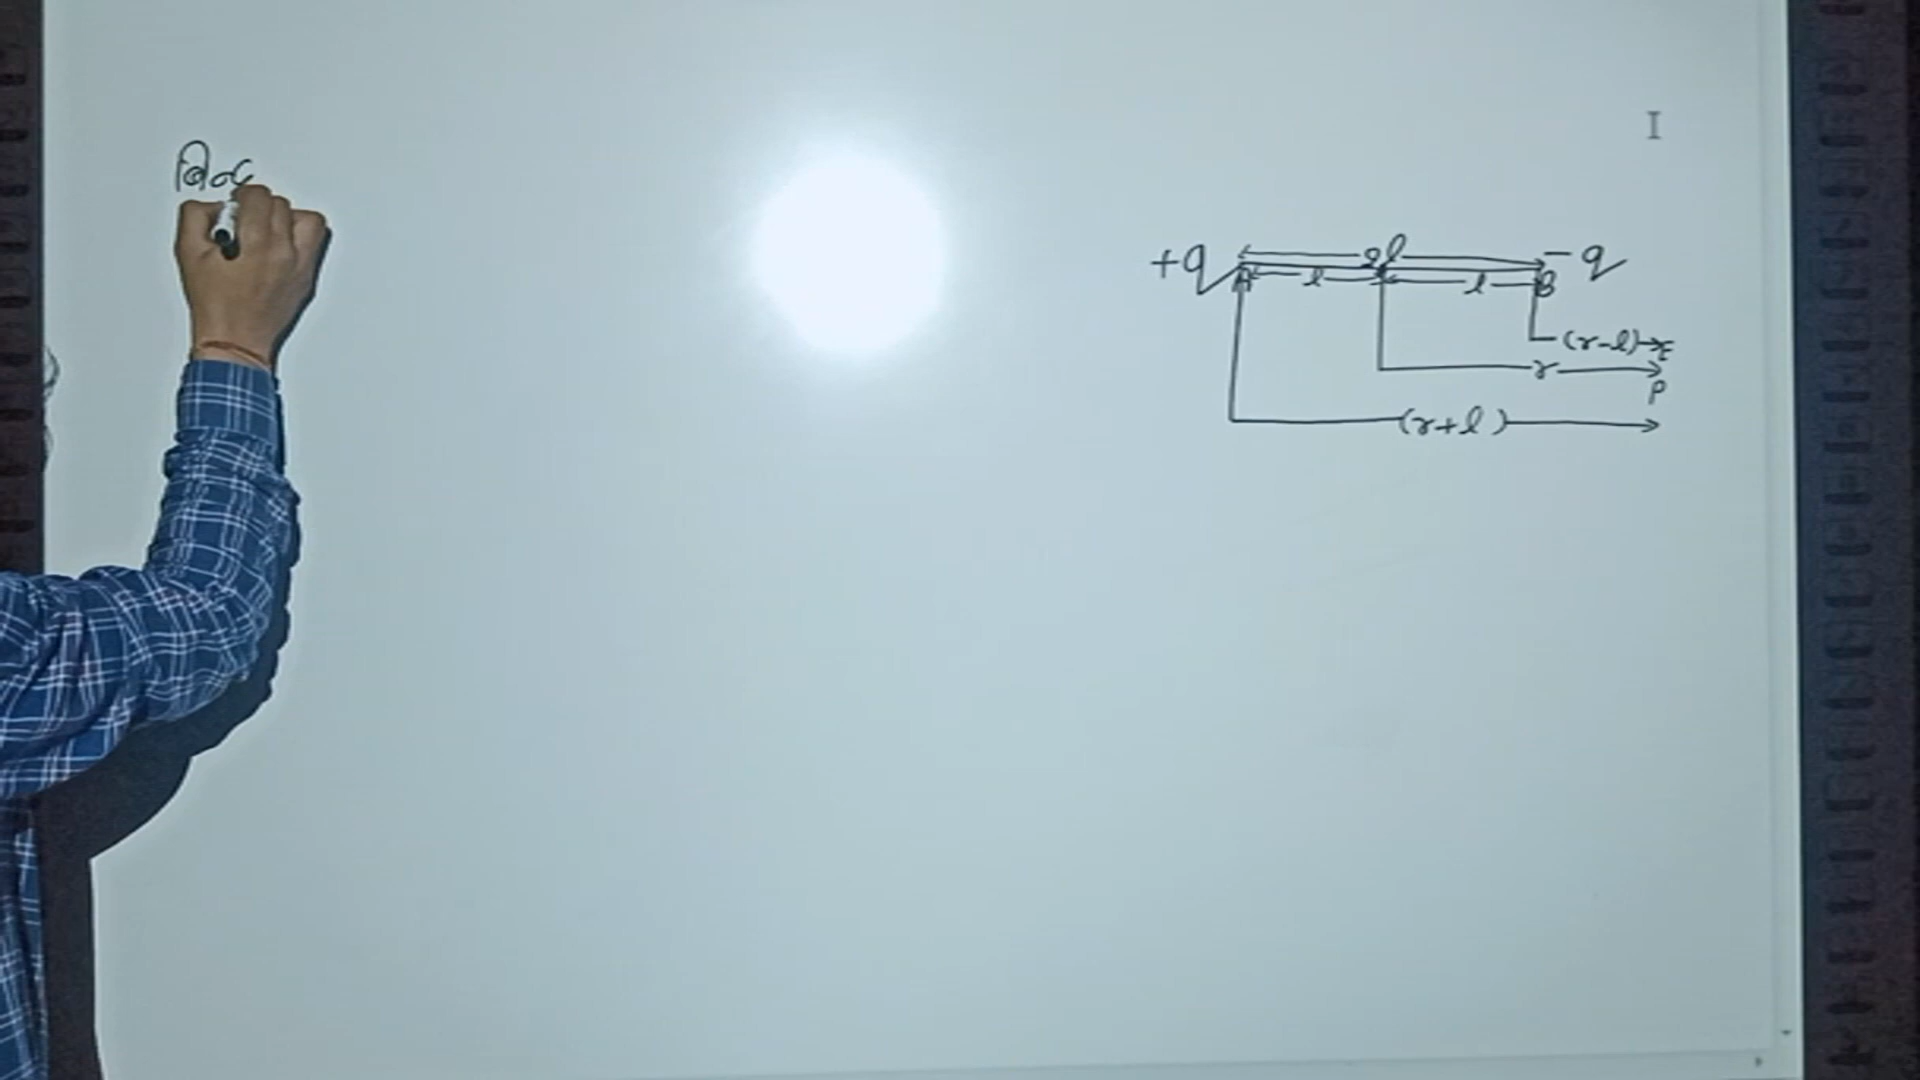 +q 2l -q
A l l B
(r-l)
r
P
(r+l)